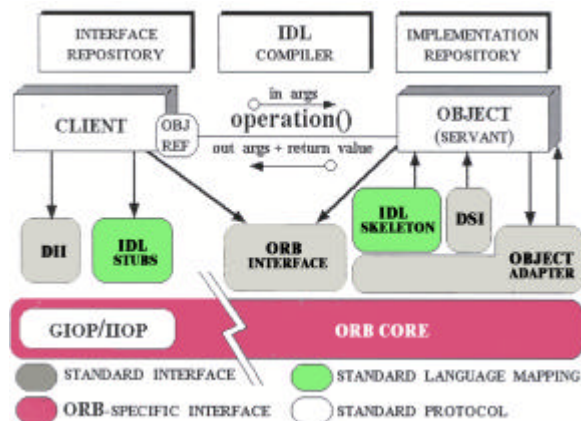 INTERFACE
REPOSITORY
IDL
COMPILER
IMPLEMENTATION
REPOSITORY
CLIENT
OBJ
REF
in args
operation()
out args + return value
OBJECT
(SERVANT)
DII
IDL
STUBS
ORB
INTERFACE
IDL
SKELETON
DSI
OBJECT
ADAPTER
GIOP/IIOP
ORB CORE
STANDARD INTERFACE
STANDARD LANGUAGE MAPPING
ORB-SPECIFIC INTERFACE
STANDARD PROTOCOL